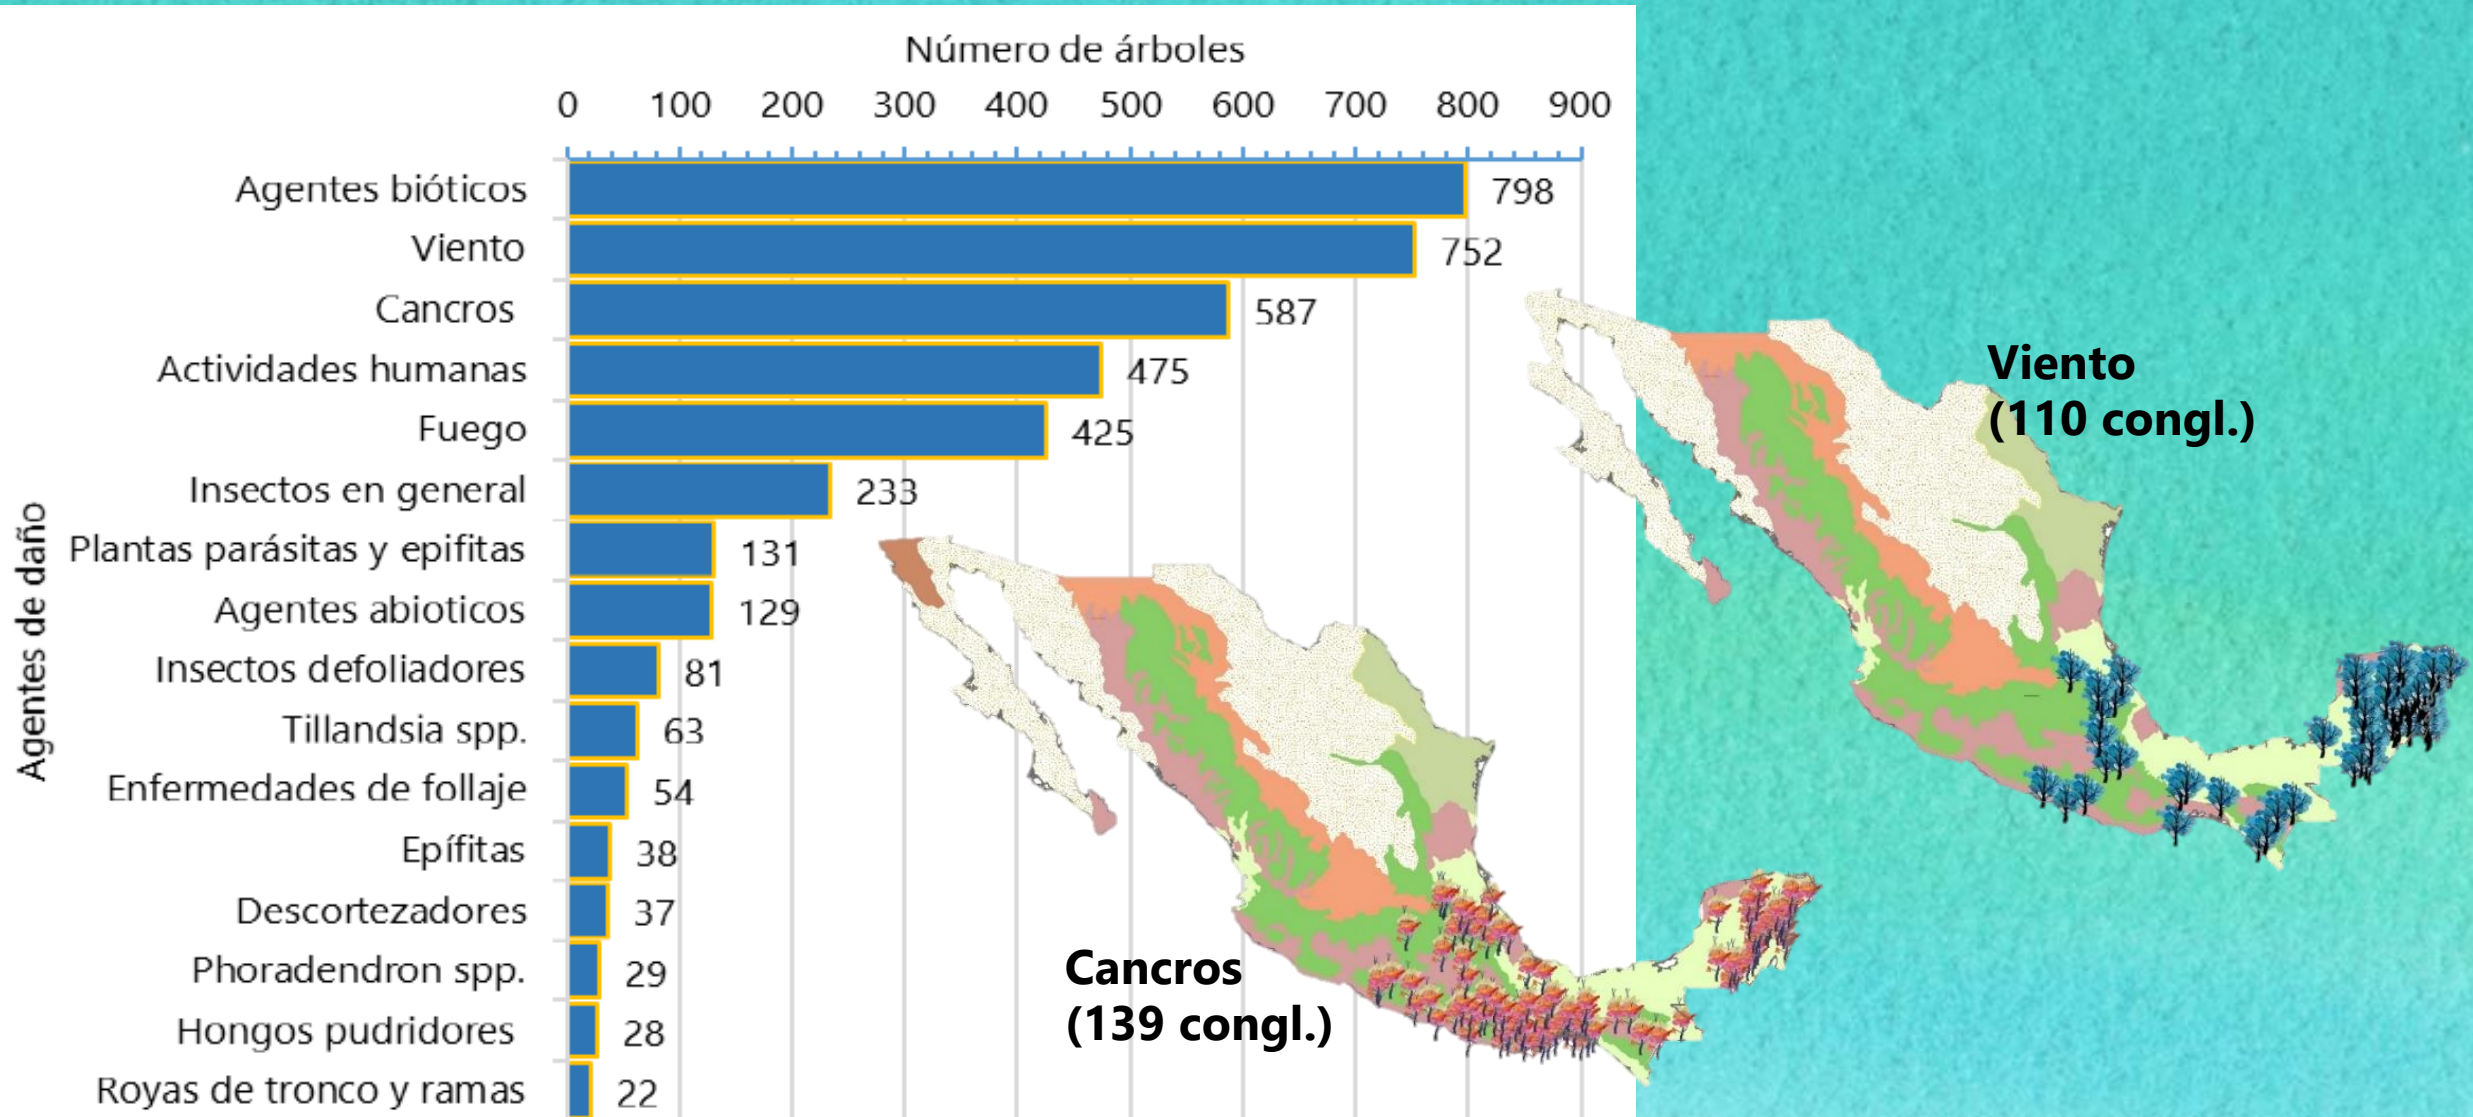 Número de árboles
0 100 200 300 400 500 600 700 800 900
Agentes de daño
Agentes bióticos 798
Viento 752
Cancros 587
Actividades humanas 475
Fuego 425
Insectos en general 233
Plantas parásitas y epifitas 131
Agentes abioticos 129
Insectos defoliadores 81
Tillandsia spp. 63
Enfermedades de follaje 54
Epífitas 38
Descortezadores 37
Phoradendron spp. 29
Hongos pudridores 28
Royas de tronco y ramas 22
Viento
(110 congl.)
Cancros
(139 congl.)